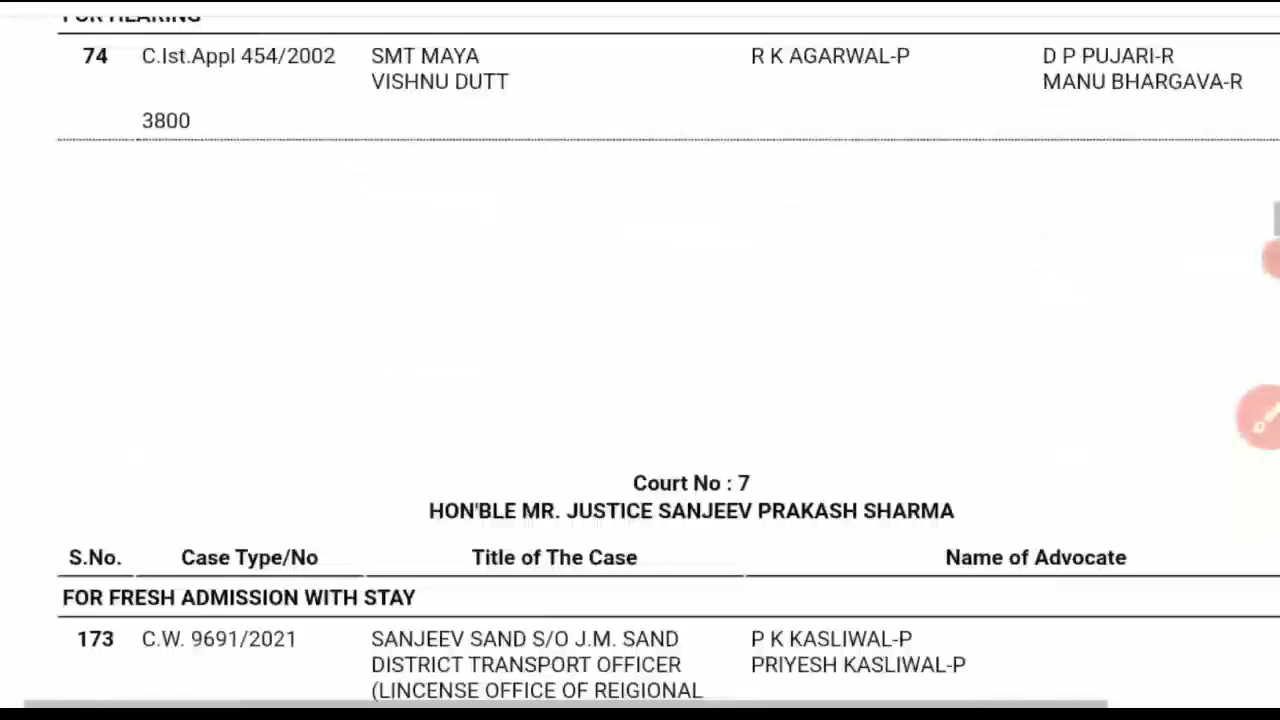 FOR HEARING
74 C.Ist.Appl 454/2002 SMT MAYA R K AGARWAL-P D P PUJARI-R
VISHNU DUTT MANU BHARGAVA-R
3800
Court No : 7
HON'BLE MR. JUSTICE SANJEEV PRAKASH SHARMA
S.No. Case Type/No Title of The Case Name of Advocate
FOR FRESH ADMISSION WITH STAY
173 C.W. 9691/2021 SANJEEV SAND S/O J.M. SAND P K KASLIWAL-P
DISTRICT TRANSPORT OFFICER PRIYESH KASLIWAL-P
(LINCENSE OFFICE OF REIGIONAL